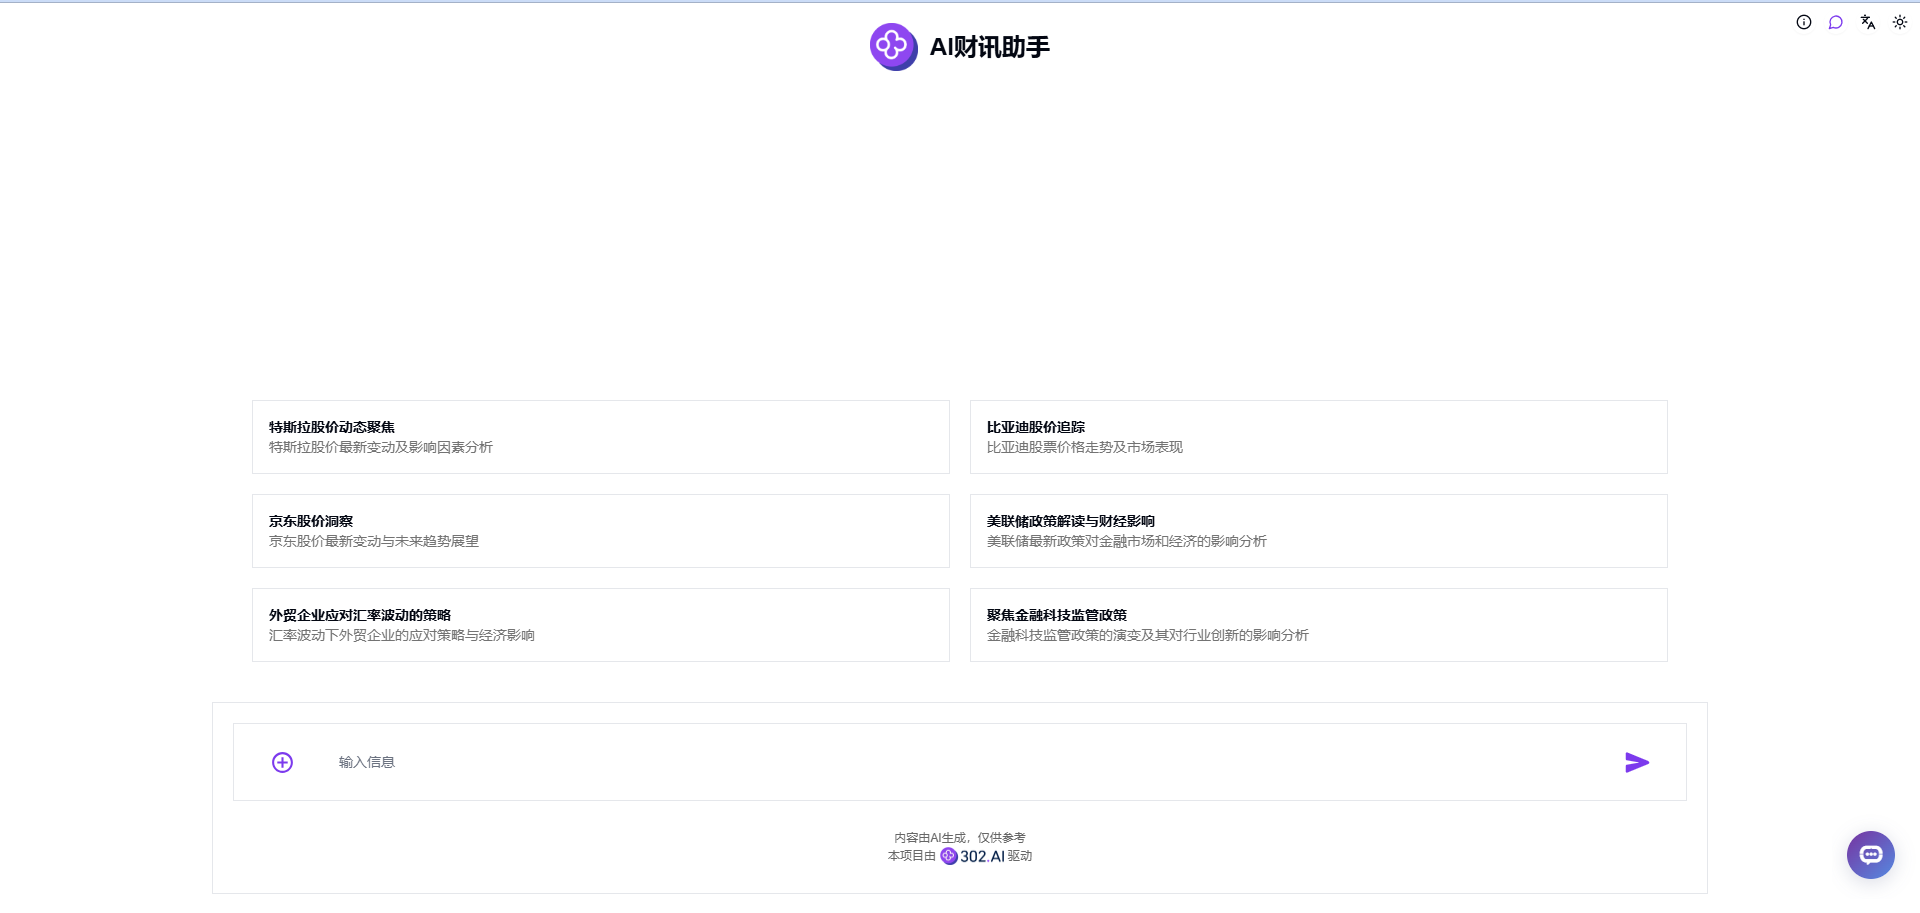 AI财讯助手
特斯拉股价动态聚焦
特斯拉股价最新变动及影响因素分析
比亚迪股价追踪
比亚迪股票价格走势及市场表现
京东股价洞察
京东股价最新变动与未来趋势展望
美联储政策解读与财经影响
美联储最新政策对金融市场和经济的影响分析
外贸企业应对汇率波动的策略
汇率波动下外贸企业的应对策略与经济影响
聚焦金融科技监管政策
金融科技监管政策的演变及其对行业创新的影响分析
输入信息
内容由AI生成，仅供参考
本项目由 302.AI 驱动